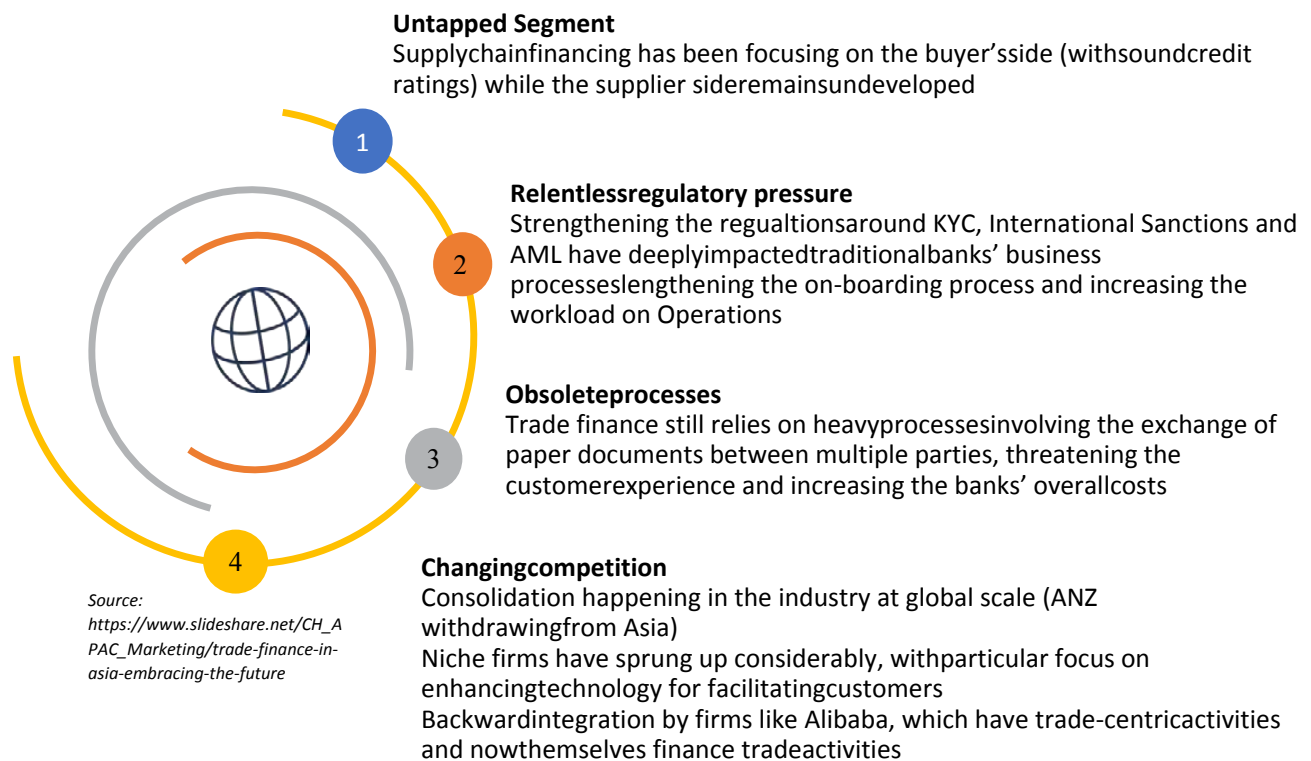 Untapped Segment
Supplychainfinancing has been focusing on the buyer’sside (withsoundcredit
ratings) while the supplier sideremainsundeveloped
1
Relentlessregulatory pressure
Strengthening the regualtionsaround KYC, International Sanctions and
AML have deeplyimpactedtraditionalbanks’ business
processeslengthening the on-boarding process and increasing the
workload on Operations
2
Obsoleteprocesses
Trade finance still relies on heavyprocessesinvolving the exchange of
paper documents between multiple parties, threatening the
customerexperience and increasing the banks’ overallcosts
3
Changingcompetition
Consolidation happening in the industry at global scale (ANZ
withdrawingfrom Asia)
Niche firms have sprung up considerably, withparticular focus on
enhancingtechnology for facilitatingcustomers
Backwardintegration by firms like Alibaba, which have trade-centricactivities
and nowthemselves finance tradeactivities
4
Source:
https://www.slideshare.net/CH_A
PAC_Marketing/trade-finance-in-
asia-embracing-the-future